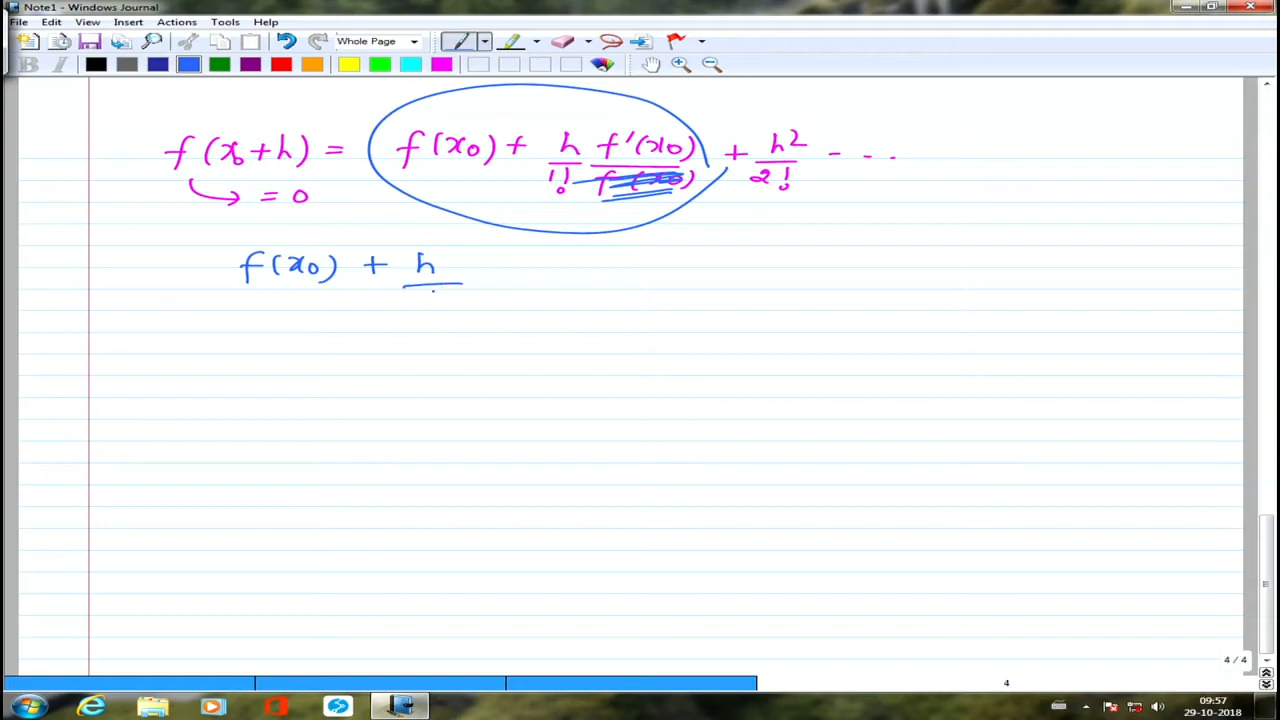 Note1 - Windows Journal
File Edit View Insert Actions Tools Help
Whole Page
B I
f(x₀+h) = f(x₀) + h/1! f'(x₀) + h²/2! - - - -
= 0
f(x₀) + h
4 / 4
4
09:57
29-10-2018